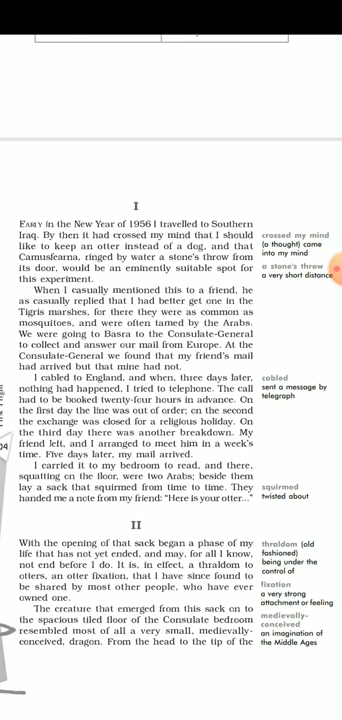 I
EARLY in the New Year of 1956 I travelled to Southern
Iraq. By then it had crossed my mind that I should
like to keep an otter instead of a dog, and that
Camusfearna, ringed by water a stone's throw from
its door, would be an eminently suitable spot for
this experiment.
crossed my mind
(a thought) came
into my mind
a stone's throw
a very short distance
When I casually mentioned this to a friend, he
as casually replied that I had better get one in the
Tigris marshes, for there they were as common as
mosquitoes, and were often tamed by the Arabs.
We were going to Basra to the Consulate-General
to collect and answer our mail from Europe. At the
Consulate-General we found that my friend's mail
had arrived but that mine had not.
I cabled to England, and when, three days later,
nothing had happened, I tried to telephone. The call
had to be booked twenty-four hours in advance. On
the first day the line was out of order; on the second
the exchange was closed for a religious holiday. On
the third day there was another breakdown. My
friend left, and I arranged to meet him in a week's
time. Five days later, my mail arrived.
cabled
sent a message by
telegraph
First Flight
04
I carried it to my bedroom to read, and there,
squatting on the floor, were two Arabs; beside them
lay a sack that squirmed from time to time. They
handed me a note from my friend: “Here is your otter...”
squirmed
twisted about
II
With the opening of that sack began a phase of my
life that has not yet ended, and may, for all I know,
not end before I do. It is, in effect, a thraldom to
otters, an otter fixation, that I have since found to
be shared by most other people, who have ever
owned one.
thraldom (old
fashioned)
being under the
control of
fixation
a very strong
attachment or feeling
The creature that emerged from this sack on to
the spacious tiled floor of the Consulate bedroom
resembled most of all a very small, medievally-
conceived, dragon. From the head to the tip of the
medievally-
conceived
an imagination of
the Middle Ages